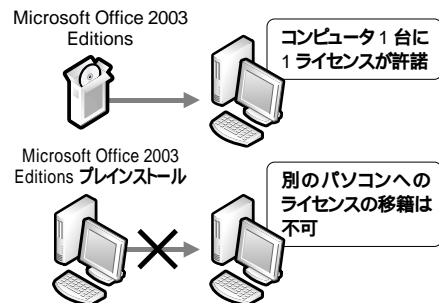 Microsoft Office 2003
Editions
コンピュータ 1 台に
1 ライセンスが許諾
Microsoft Office 2003
Editions プレインストール
別のパソコンへの
ライセンスの移籍は
不可